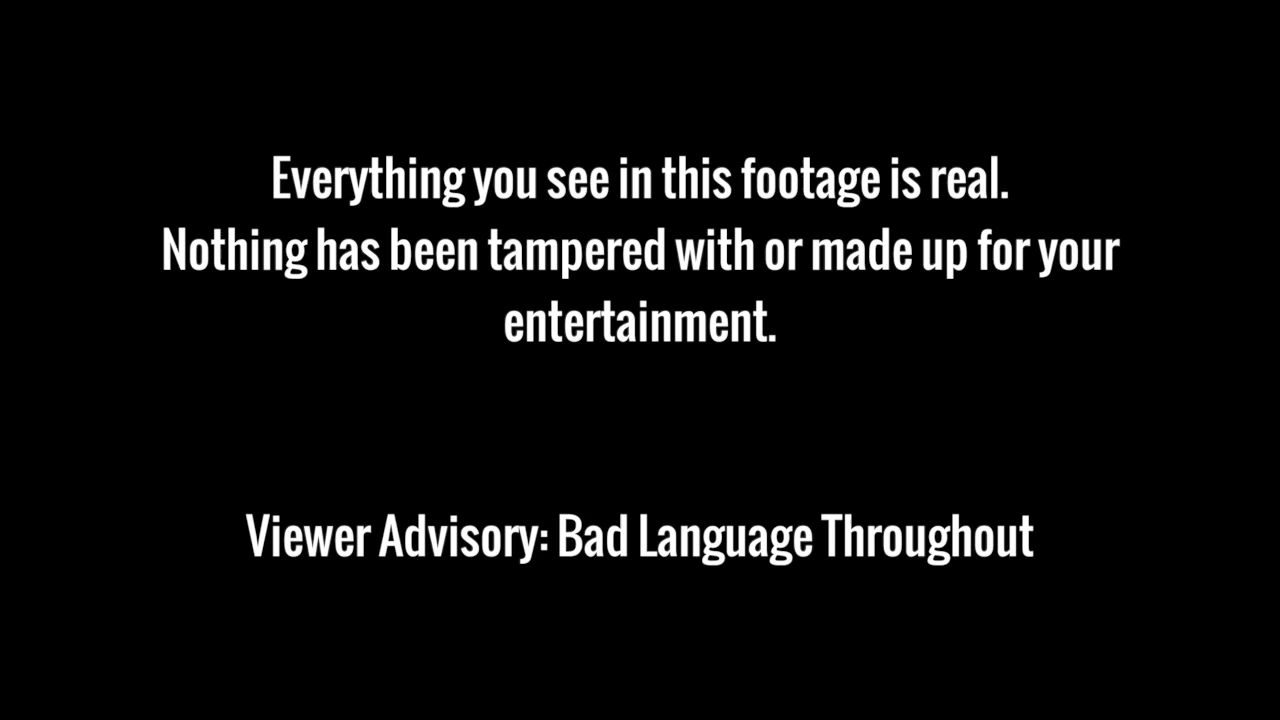 Everything you see in this footage is real.
Nothing has been tampered with or made up for your
entertainment.
Viewer Advisory: Bad Language Throughout